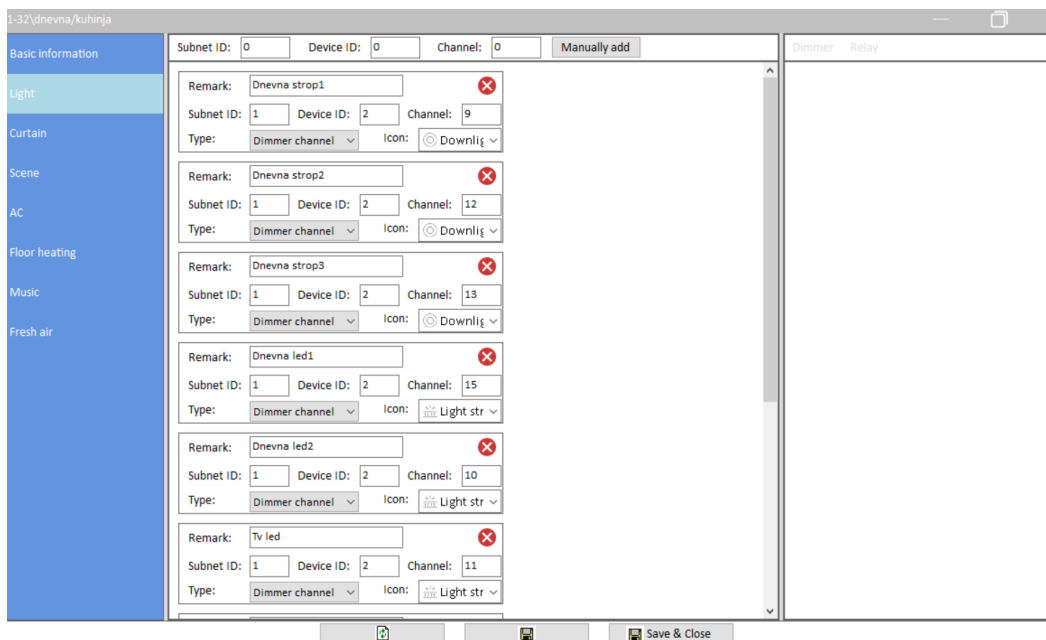 1-32\dnevna/kuhinja
Basic information
Light
Curtain
Scene
AC
Floor heating
Music
Fresh air
Subnet ID: 0 Device ID: 0 Channel: 0 Manually add
Remark: Dnevna strop1
Subnet ID: 1 Device ID: 2 Channel: 9
Type: Dimmer channel Icon: Downlig
Remark: Dnevna strop2
Subnet ID: 1 Device ID: 2 Channel: 12
Type: Dimmer channel Icon: Downlig
Remark: Dnevna strop3
Subnet ID: 1 Device ID: 2 Channel: 13
Type: Dimmer channel Icon: Downlig
Remark: Dnevna led1
Subnet ID: 1 Device ID: 2 Channel: 15
Type: Dimmer channel Icon: Light str
Remark: Dnevna led2
Subnet ID: 1 Device ID: 2 Channel: 10
Type: Dimmer channel Icon: Light str
Remark: Tv led
Subnet ID: 1 Device ID: 2 Channel: 11
Type: Dimmer channel Icon: Light str
Dimmer Relay
Save & Close